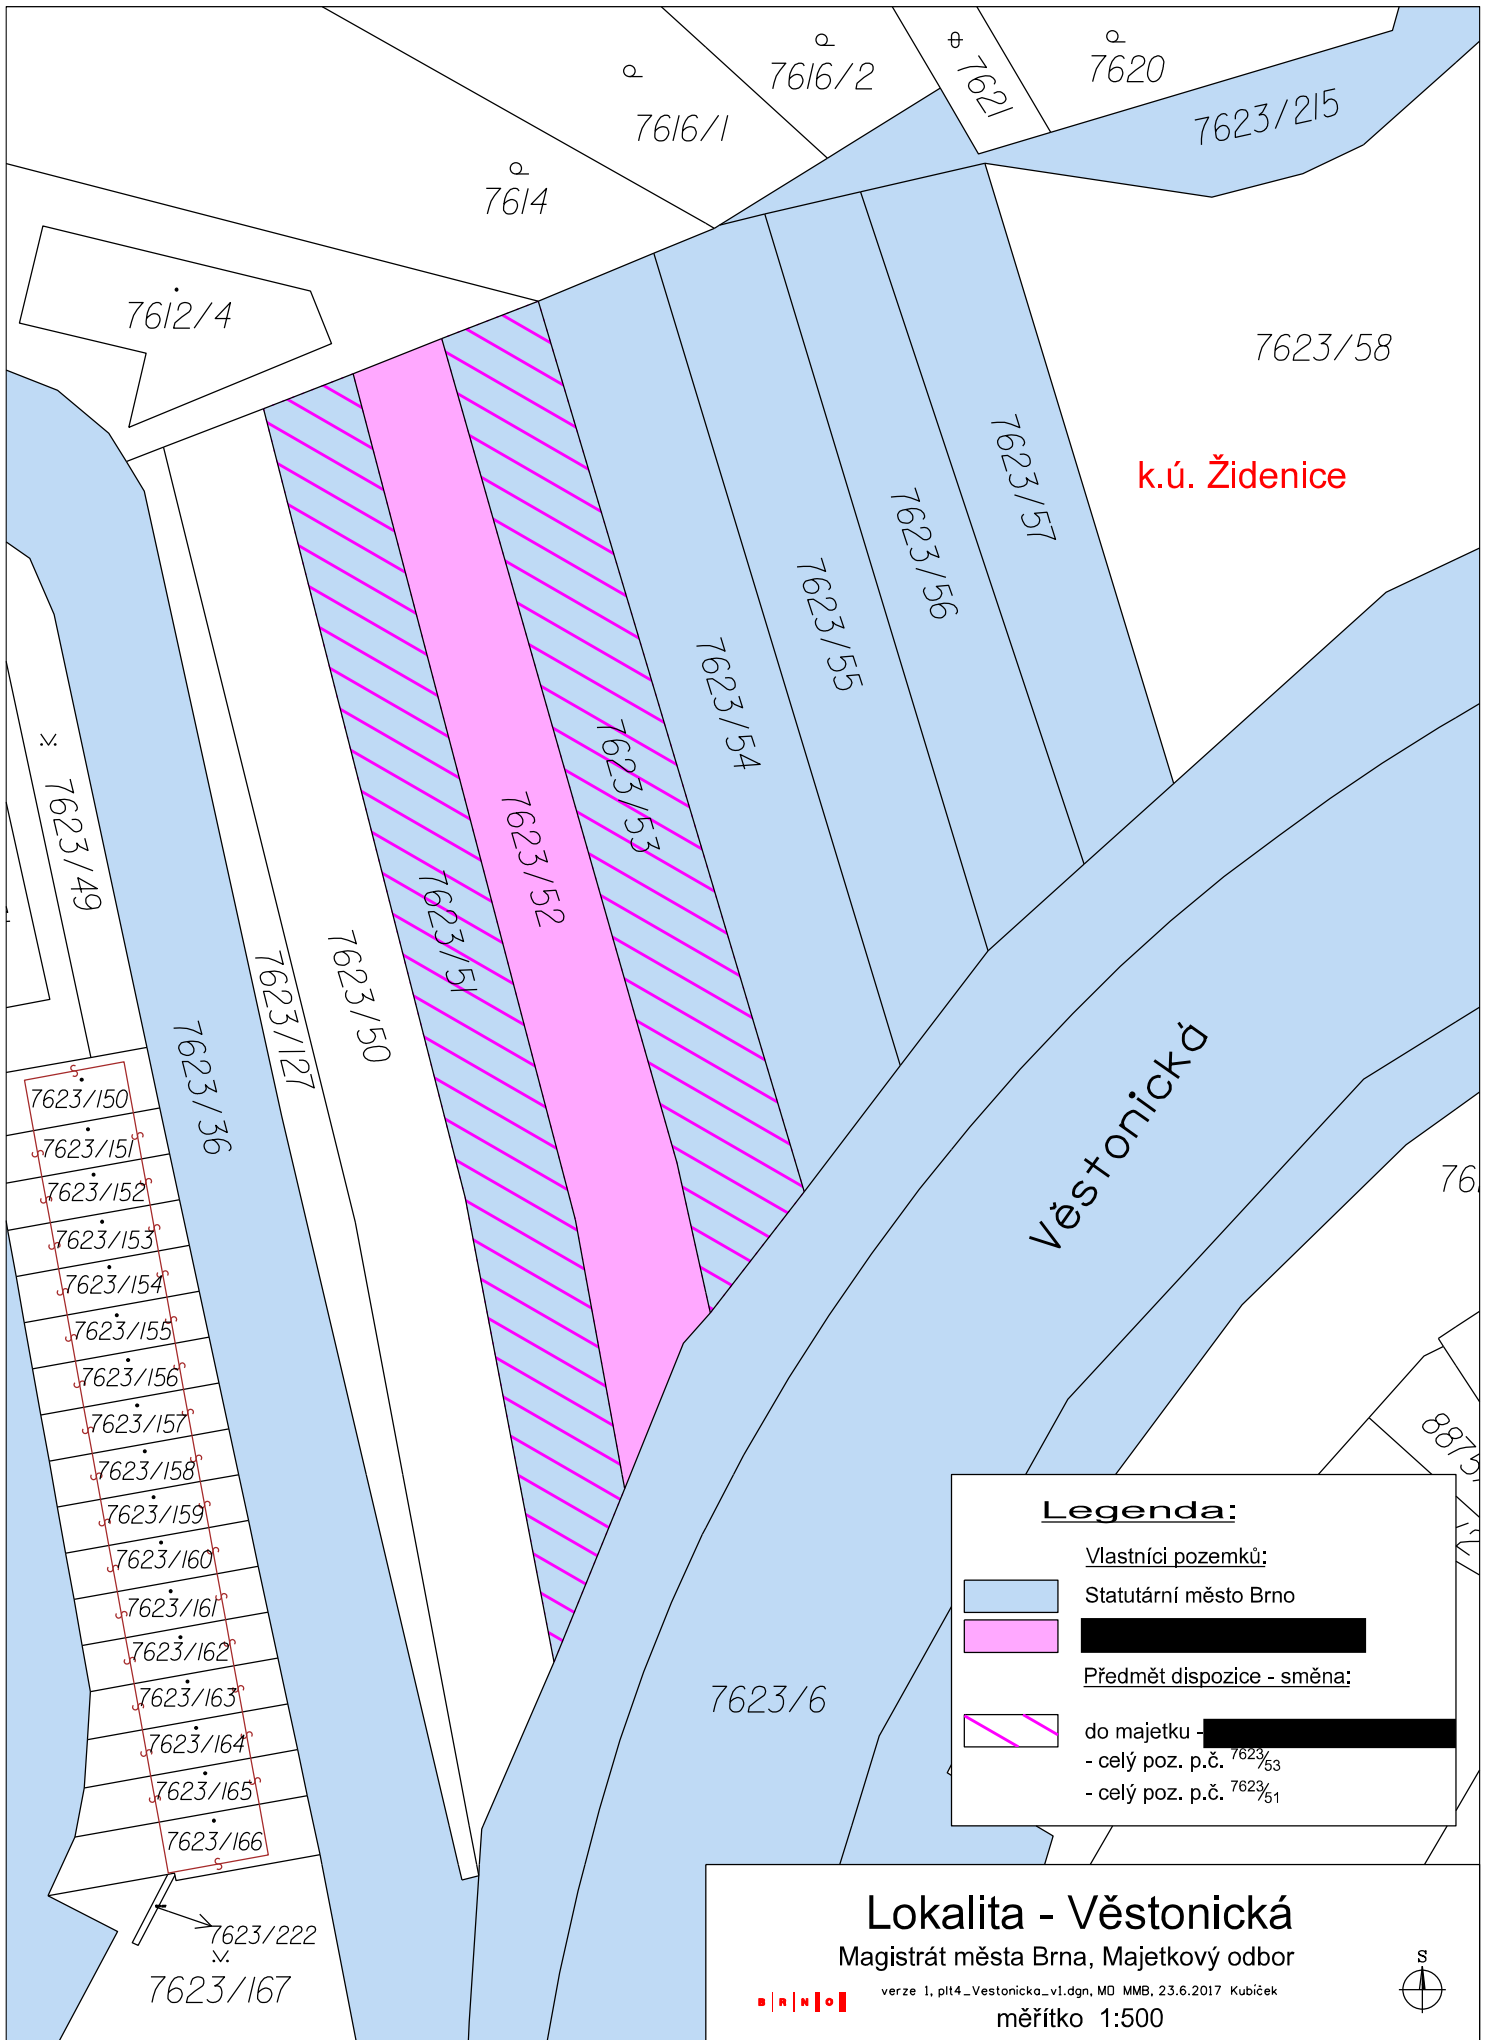 7616/2
7621
7620
7616/1
7623/215
7614
7612/4
7623/58
k.ú. Židenice
7623/57
7623/56
7623/55
7623/54
7623/53
7623/52
7623/51
7623/50
7623/127
7623/49
7623/36
Věstonická
7623/150
7623/151
7623/152
7623/153
7623/154
7623/155
7623/156
7623/157
7623/158
7623/159
7623/160
7623/161
7623/162
7623/163
7623/164
7623/165
7623/166
7623/222
7623/167
7623/6
76
8875
Legenda:
Vlastníci pozemků:
Statutární město Brno
Předmět dispozice - směna:
do majetku -
- celý poz. p.č. 7623/53
- celý poz. p.č. 7623/51
Lokalita - Věstonická
Magistrát města Brna, Majetkový odbor
verze 1, plt4_Vestonicka_v1.dgn, MO MMB, 23.6.2017 Kubíček
B R N O
měřítko 1:500
S